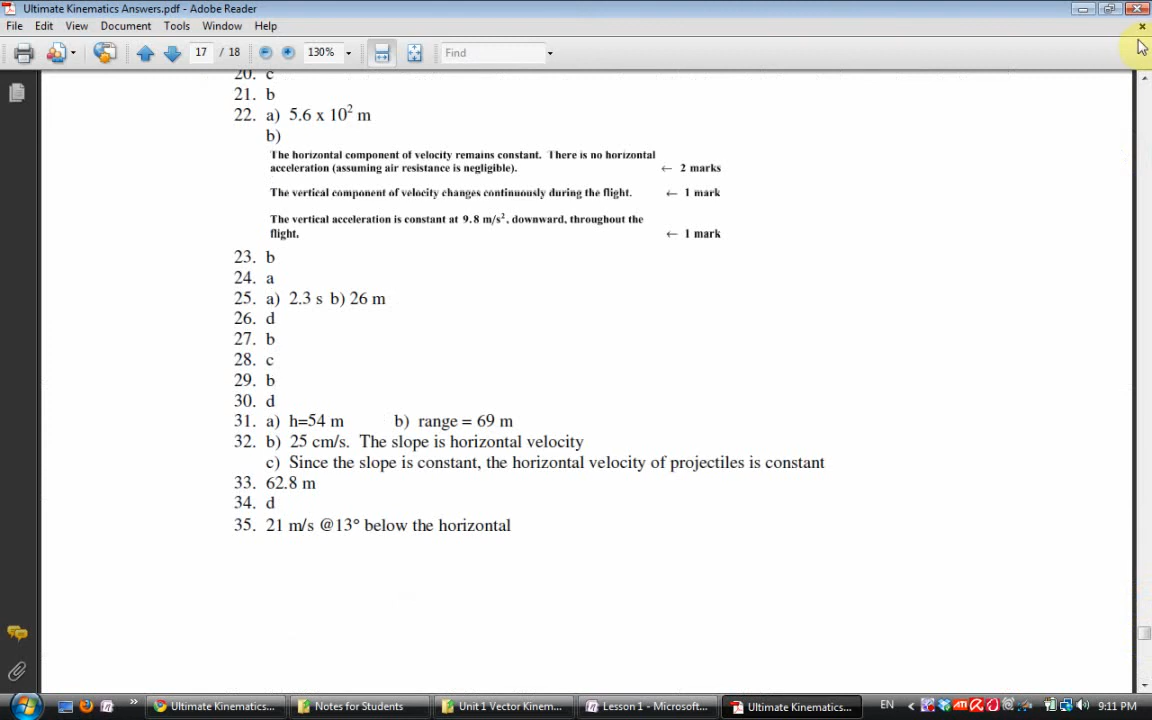 Ultimate Kinematics Answers.pdf - Adobe Reader
File Edit View Document Tools Window Help
17 / 18 130% Find
20. c
21. b
22. a) 5.6 x 10² m
b)
The horizontal component of velocity remains constant. There is no horizontal
acceleration (assuming air resistance is negligible). ← 2 marks
The vertical component of velocity changes continuously during the flight. ← 1 mark
The vertical acceleration is constant at 9.8 m/s², downward, throughout the
flight. ← 1 mark
23. b
24. a
25. a) 2.3 s b) 26 m
26. d
27. b
28. c
29. b
30. d
31. a) h=54 m b) range = 69 m
32. b) 25 cm/s. The slope is horizontal velocity
c) Since the slope is constant, the horizontal velocity of projectiles is constant
33. 62.8 m
34. d
35. 21 m/s @13° below the horizontal
Ultimate Kinematics... Notes for Students Unit 1 Vector Kinem... Lesson 1 - Microsoft... Ultimate Kinematics... EN 9:11 PM